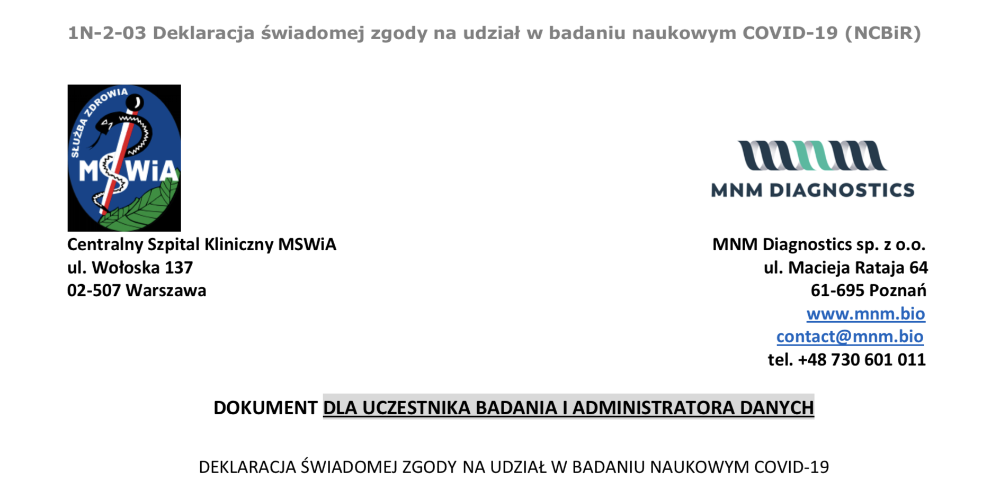 1N-2-03 Deklaracja świadomej zgody na udział w badaniu naukowym COVID-19 (NCBiR)
SŁUŻBA ZDROWIA
MSWiA
MNM DIAGNOSTICS
Centralny Szpital Kliniczny MSWiA
ul. Wołoska 137
02-507 Warszawa
MNM Diagnostics sp. z o.o.
ul. Macieja Rataja 64
61-695 Poznań
www.mnm.bio
contact@mnm.bio
tel. +48 730 601 011
DOKUMENT DLA UCZESTNIKA BADANIA I ADMINISTRATORA DANYCH
DEKLARACJA ŚWIADOMEJ ZGODY NA UDZIAŁ W BADANIU NAUKOWYM COVID-19